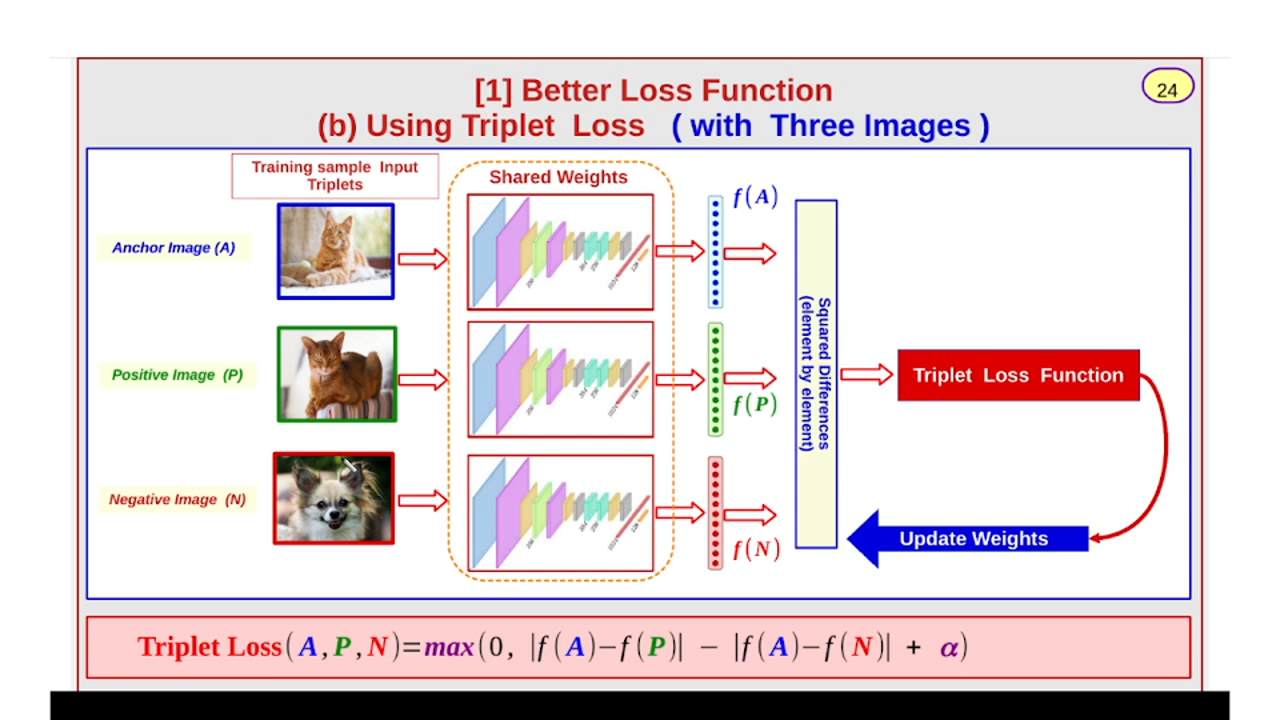 [1] Better Loss Function
24
(b) Using Triplet Loss ( with Three Images )
Training sample Input
Triplets
Shared Weights
Anchor Image (A)
f(A)
Positive Image (P)
f(P)
Negative Image (N)
f(N)
Squared Differences
(element by element)
Triplet Loss Function
Update Weights
Triplet Loss(A,P,N)=max(0, |f(A)−f(P)| − |f(A)−f(N)| + α)